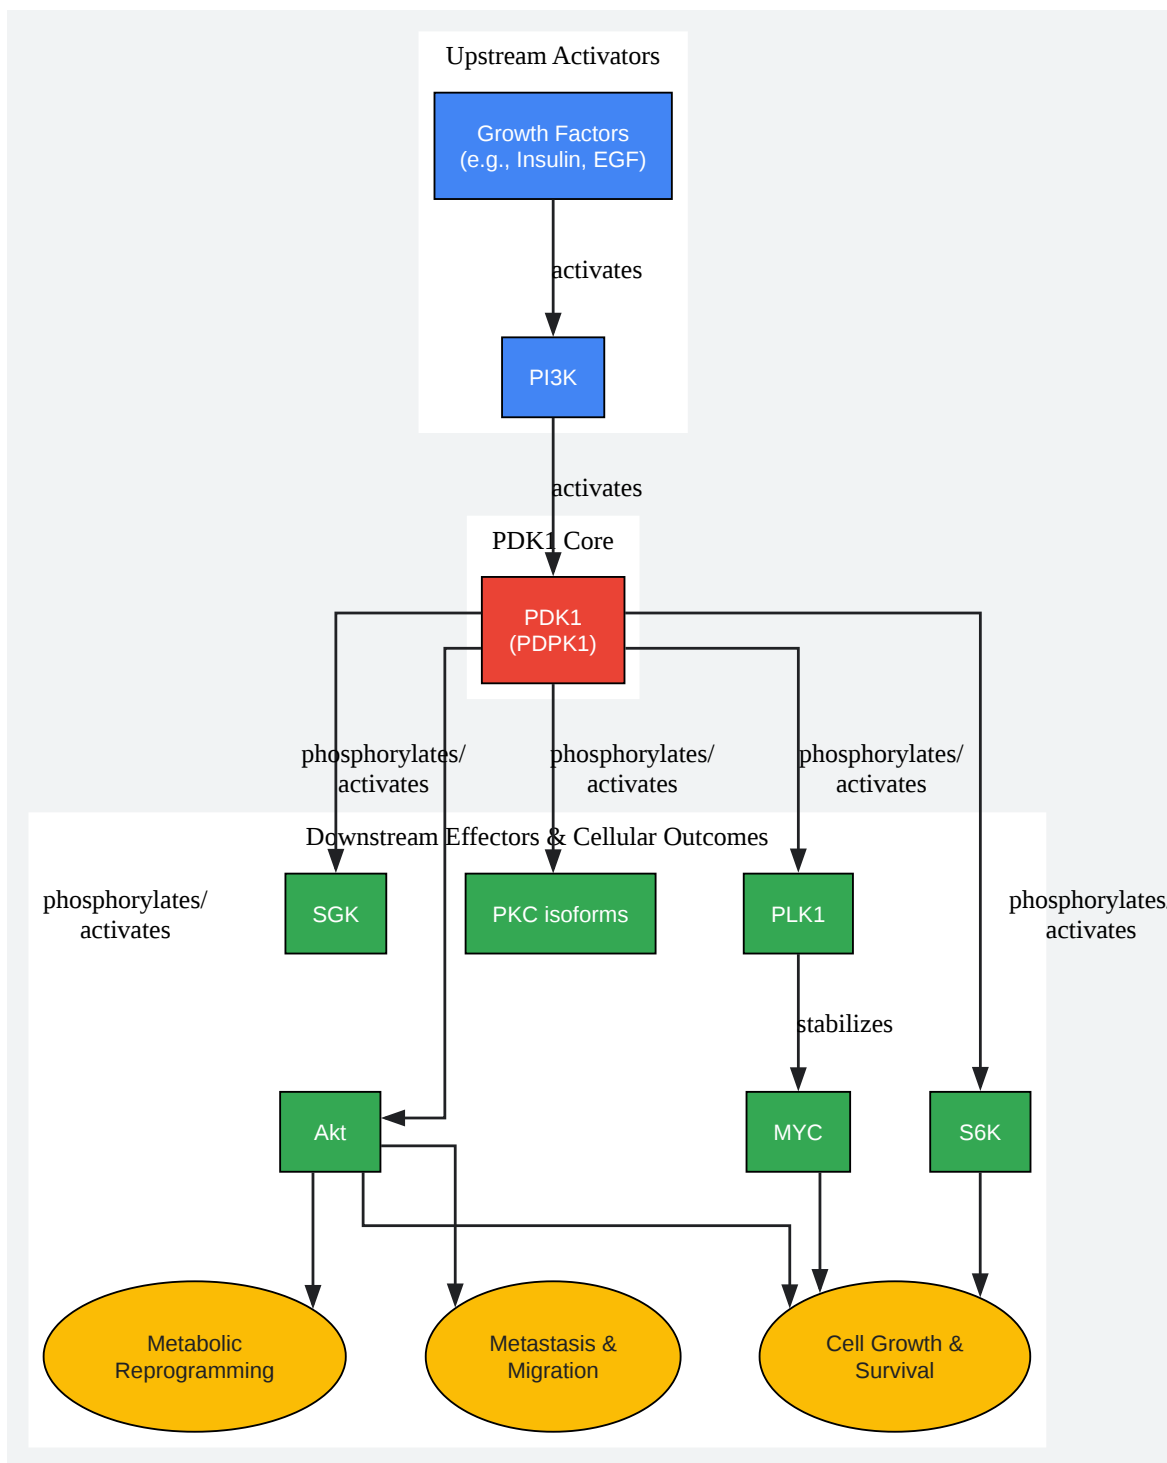 Upstream Activators
Growth Factors
(e.g., Insulin, EGF)
activates
PI3K
activates
PDK1 Core
PDK1
(PDPK1)
phosphorylates/
activates
phosphorylates/
activates
phosphorylates/
activates
Downstream Effectors & Cellular Outcomes
phosphorylates/
activates
SGK
PKC isoforms
PLK1
phosphorylates/
activates
stabilizes
Akt
MYC
S6K
Metabolic
Reprogramming
Metastasis &
Migration
Cell Growth &
Survival